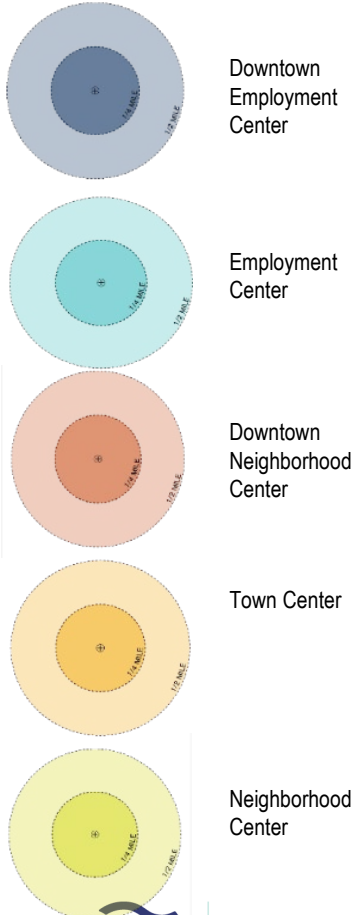 Downtown
Employment
Center
1/4 MILE
1/2 MILE
Employment
Center
1/4 MILE
1/2 MILE
Downtown
Neighborhood
Center
1/4 MILE
1/2 MILE
Town Center
1/4 MILE
1/2 MILE
Neighborhood
Center
1/4 MILE
1/2 MILE